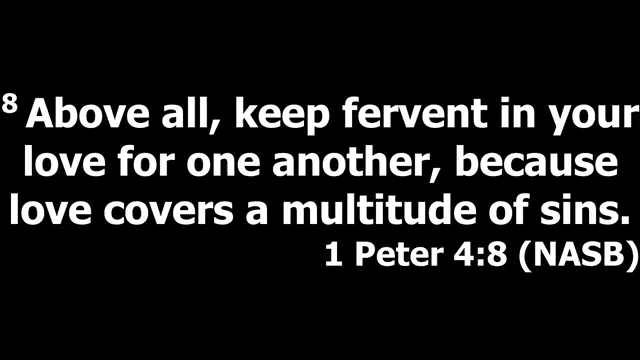 8 Above all, keep fervent in your
love for one another, because
love covers a multitude of sins.
1 Peter 4:8 (NASB)